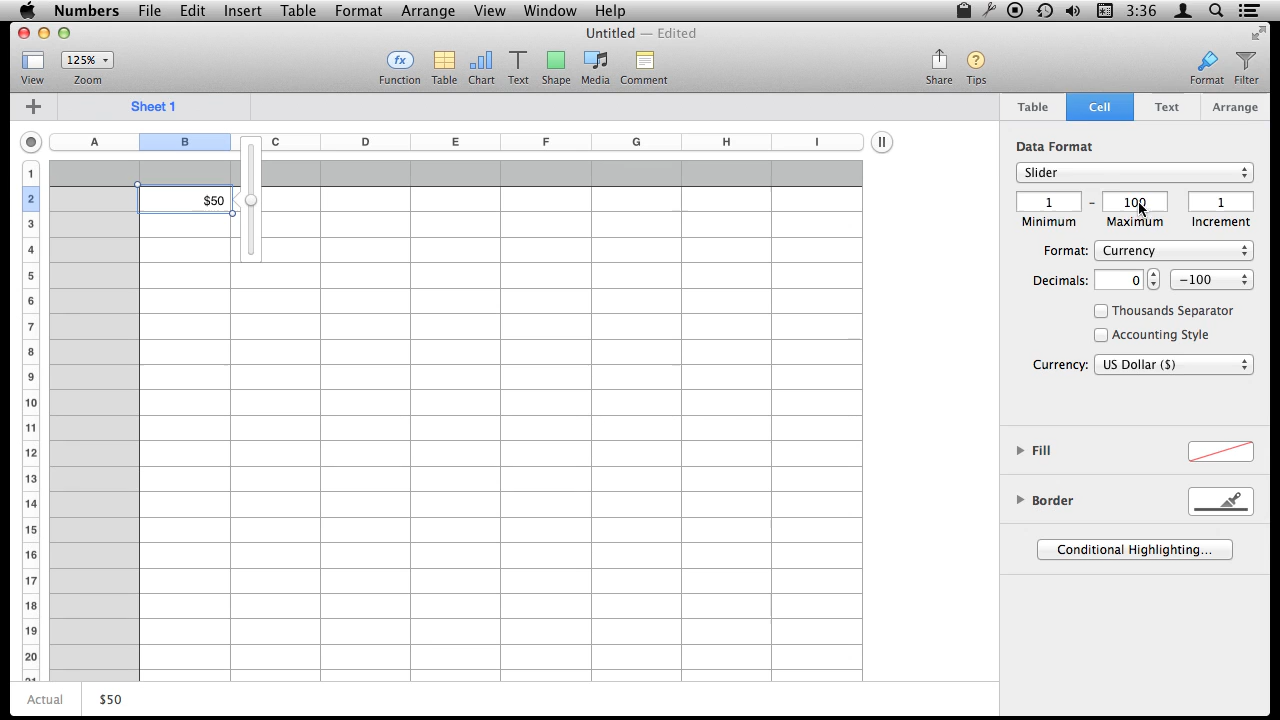 Numbers File Edit Insert Table Format Arrange View Window Help 3:36
Untitled — Edited
125%
View Zoom
fx
Function Table Chart Text Shape Media Comment
?
Share Tips Format Filter
+ Sheet 1
Table Cell Text Arrange
A B C D E F G H I
1
2 $50
3
4
5
6
7
8
9
10
11
12
13
14
15
16
17
18
19
20
Data Format
Slider
1 – 100 1
Minimum Maximum Increment
Format: Currency
Decimals: 0 −100
Thousands Separator
Accounting Style
Currency: US Dollar ($)
Fill
Border
Conditional Highlighting...
Actual $50